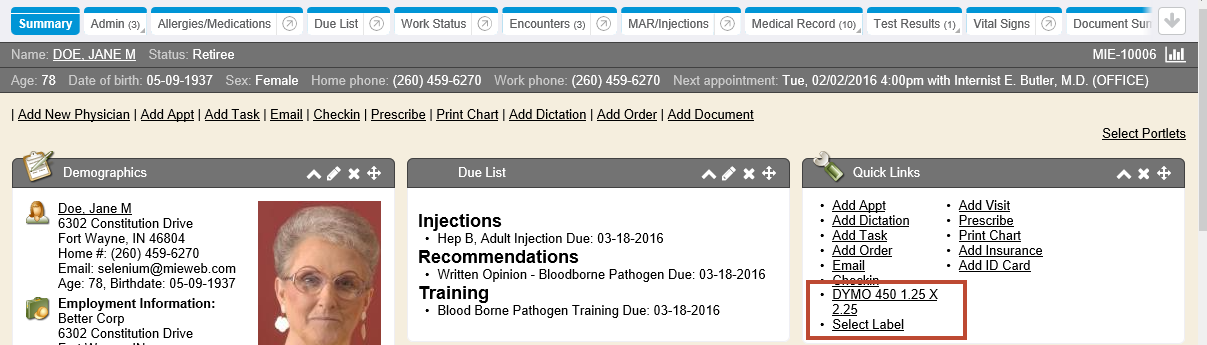 Summary Admin (3) Allergies/Medications Due List Work Status Encounters (3) MAR/Injections Medical Record (10) Test Results (1) Vital Signs Document Sum
Name: DOE, JANE M Status: Retiree MIE-10006
Age: 78 Date of birth: 05-09-1937 Sex: Female Home phone: (260) 459-6270 Work phone: (260) 459-6270 Next appointment: Tue, 02/02/2016 4:00pm with Internist E. Butler, M.D. (OFFICE)
| Add New Physician | Add Appt | Add Task | Email | Checkin | Prescribe | Print Chart | Add Dictation | Add Order | Add Document
Select Portlets
Demographics
Doe, Jane M
6302 Constitution Drive
Fort Wayne, IN 46804
Home #: (260) 459-6270
Email: selenium@mieweb.com
Age: 78, Birthdate: 05-09-1937
Employment Information:
Better Corp
6302 Constitution Drive
Due List
Injections
• Hep B, Adult Injection Due: 03-18-2016
Recommendations
• Written Opinion - Bloodborne Pathogen Due: 03-18-2016
Training
• Blood Borne Pathogen Training Due: 03-18-2016
Quick Links
• Add Appt
• Add Dictation
• Add Task
• Add Order
• Email
• Checkin
• DYMO 450 1.25 X
2.25
• Select Label
• Add Visit
• Prescribe
• Print Chart
• Add Insurance
• Add ID Card